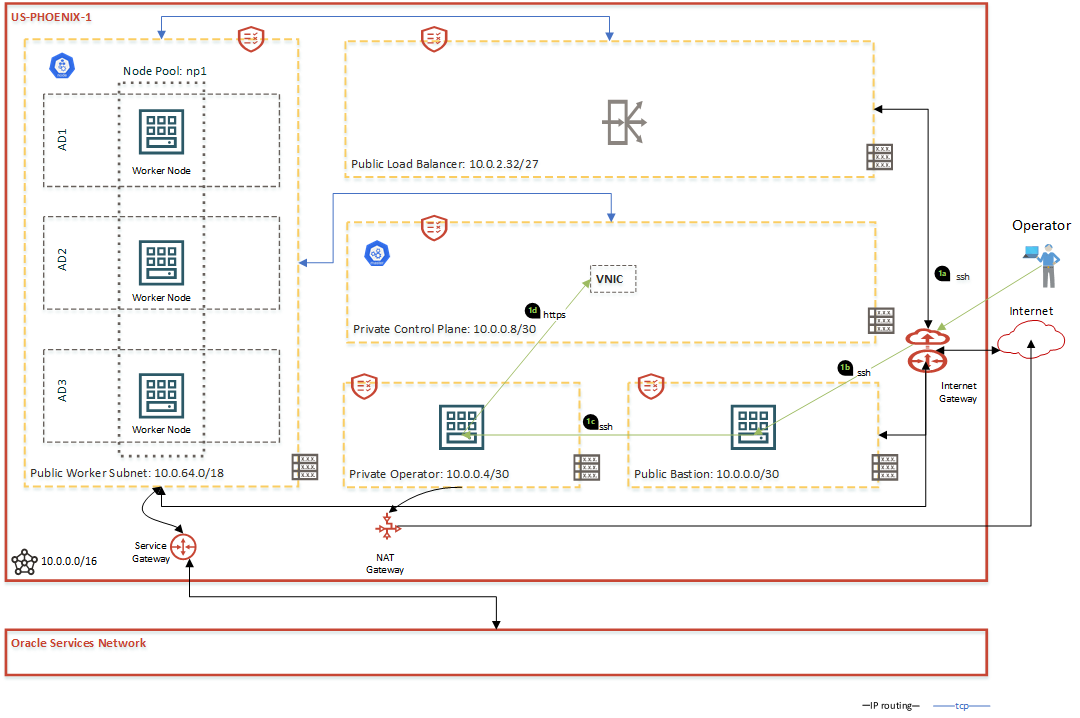 US-PHOENIX-1
Node Pool: np1
AD1
Worker Node
Public Load Balancer: 10.0.2.32/27
X.X.X.
X.X.X.
X.X.X.
Operator
AD2
Worker Node
VNIC
1a
ssh
1d
https
Internet
Private Control Plane: 10.0.0.8/30
X.X.X.
X.X.X.
X.X.X.
1b
ssh
AD3
Internet
Gateway
Worker Node
1c
ssh
Public Worker Subnet: 10.0.64.0/18
X.X.X.
X.X.X.
X.X.X.
Private Operator: 10.0.0.4/30
X.X.X.
X.X.X.
X.X.X.
Public Bastion: 10.0.0.0/30
X.X.X.
X.X.X.
X.X.X.
Service
Gateway
NAT
Gateway
10.0.0.0/16
Oracle Services Network
IP routing
tcp